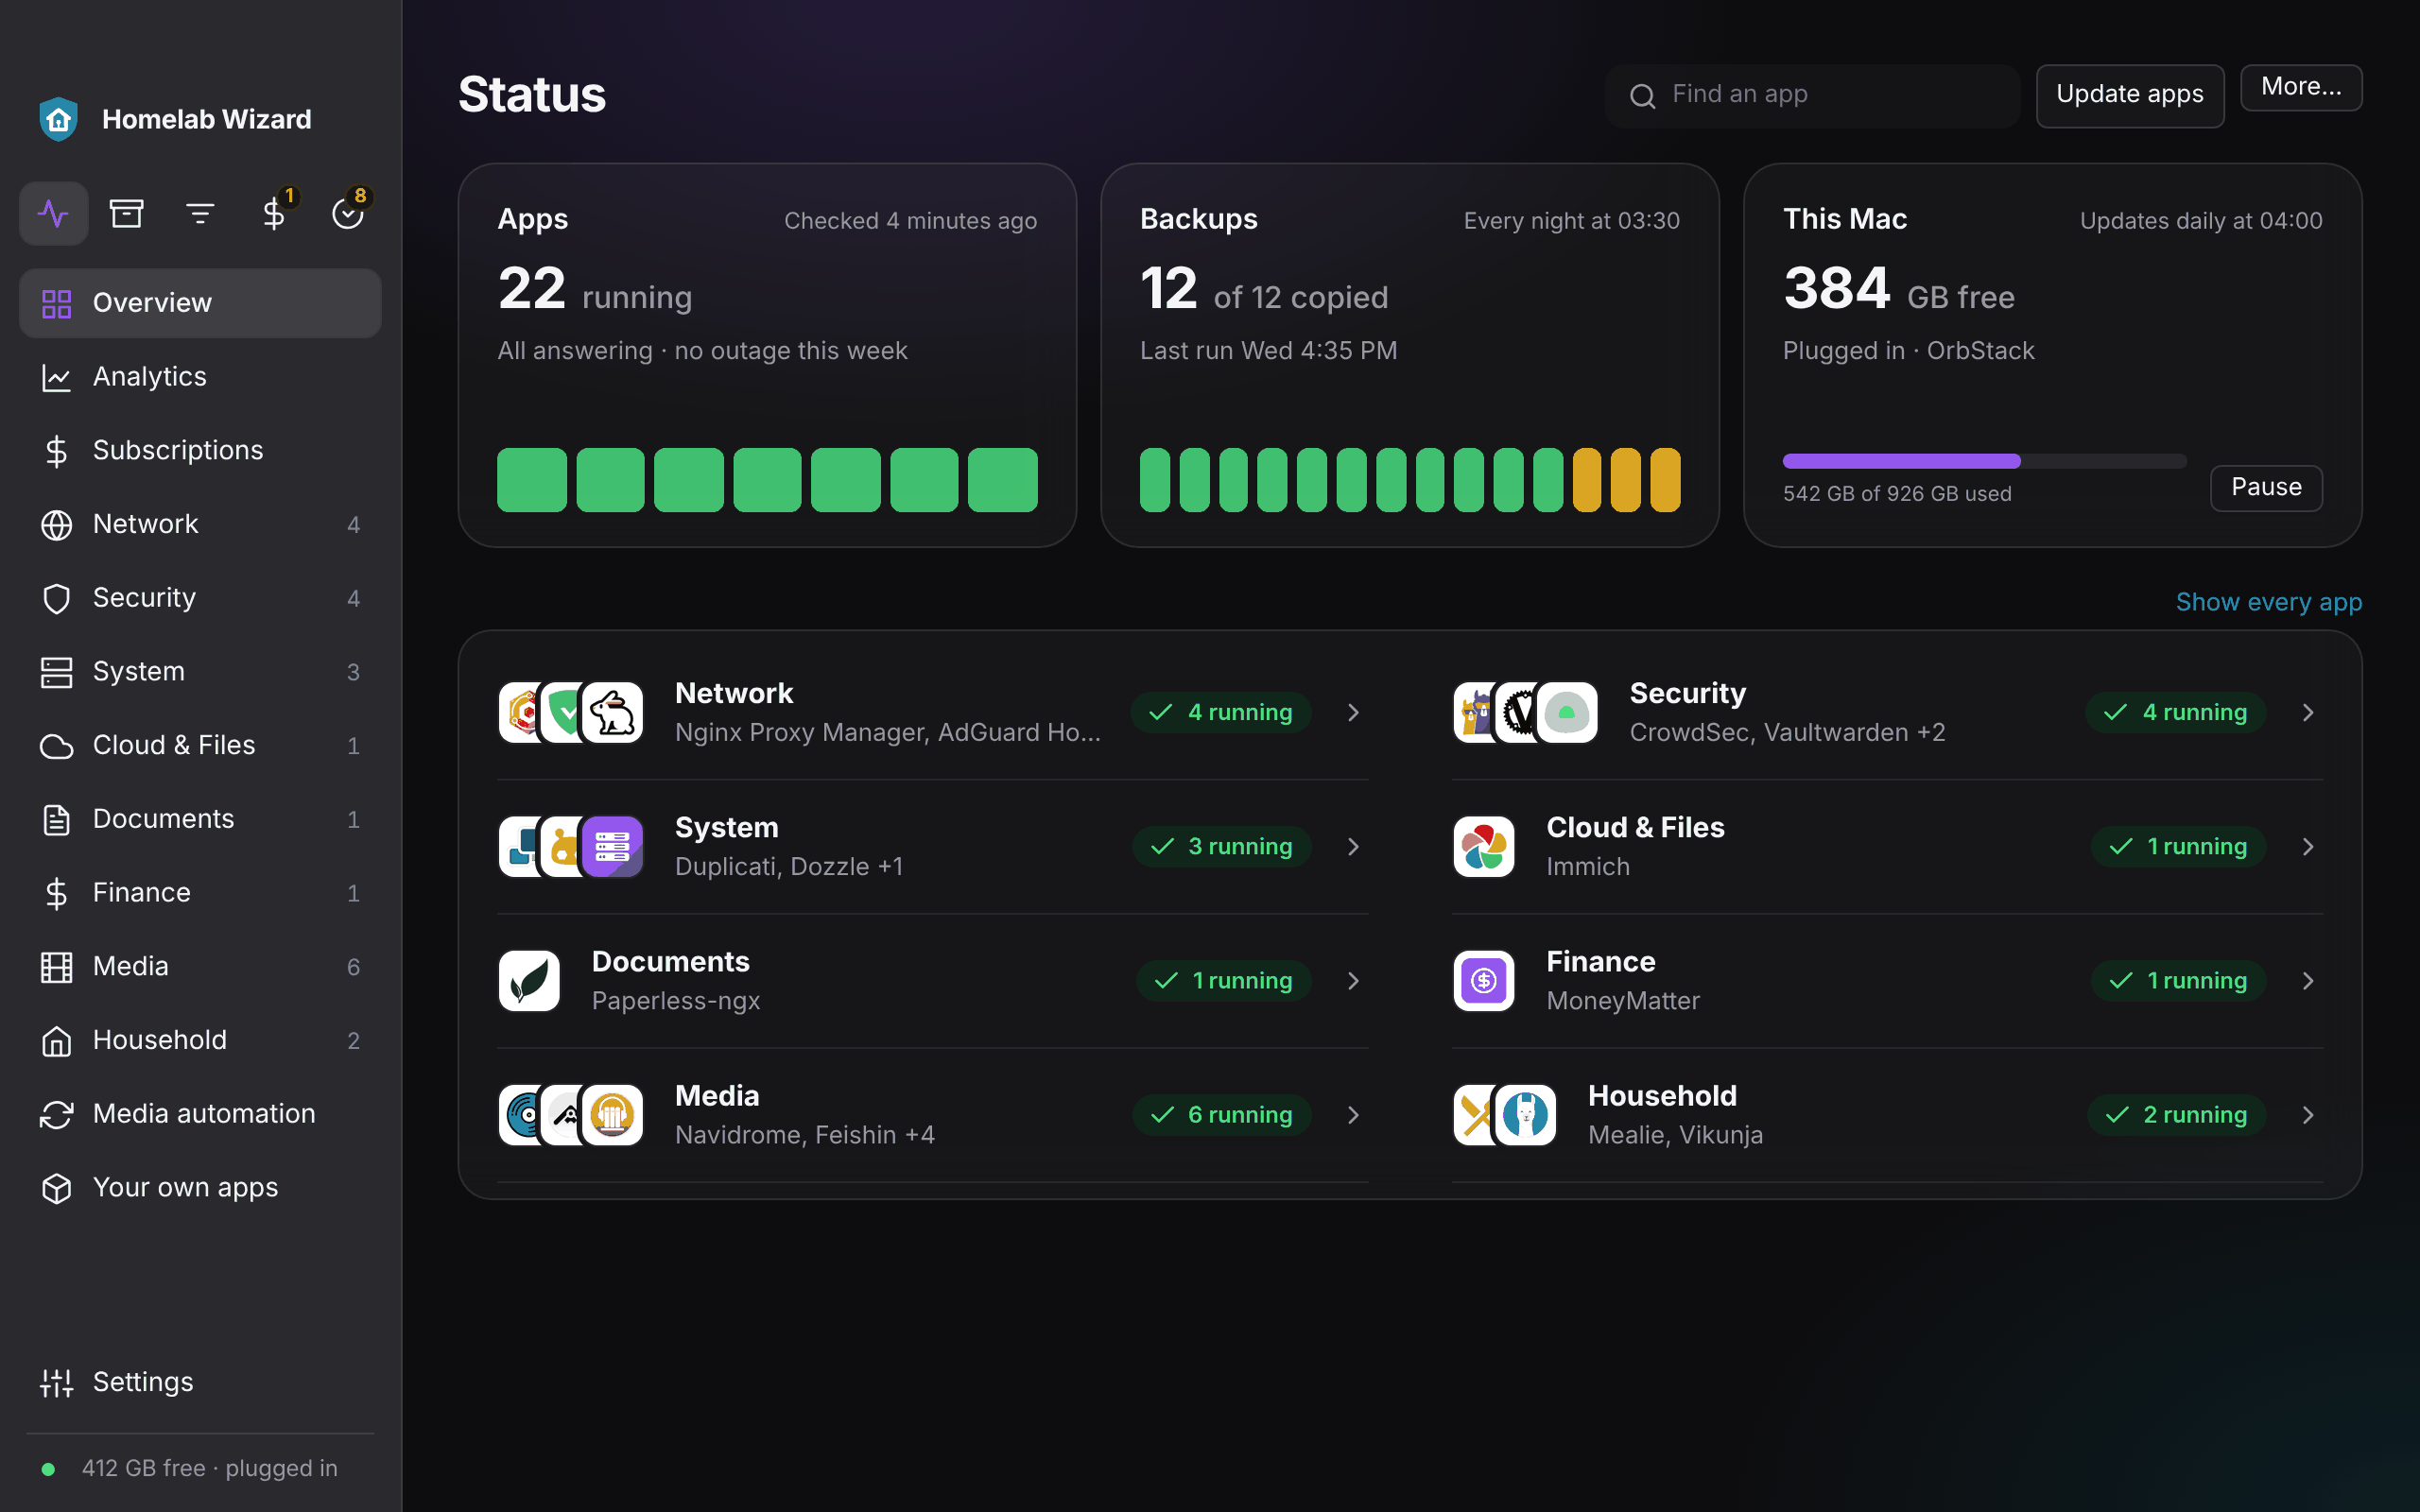 Homelab Wizard
1
8
Overview
Analytics
Subscriptions
Network 4
Security 4
System 3
Cloud & Files 1
Documents 1
Finance 1
Media 6
Household 2
Media automation
Your own apps
Settings
412 GB free · plugged in
Status
Find an app
Update apps
More...
Apps
Checked 4 minutes ago
22 running
All answering · no outage this week
Backups
Every night at 03:30
12 of 12 copied
Last run Wed 4:35 PM
This Mac
Updates daily at 04:00
384 GB free
Plugged in · OrbStack
542 GB of 926 GB used
Pause
Show every app
Network
Nginx Proxy Manager, AdGuard Ho...
4 running
Security
CrowdSec, Vaultwarden +2
4 running
System
Duplicati, Dozzle +1
3 running
Cloud & Files
Immich
1 running
Documents
Paperless-ngx
1 running
Finance
MoneyMatter
1 running
Media
Navidrome, Feishin +4
6 running
Household
Mealie, Vikunja
2 running